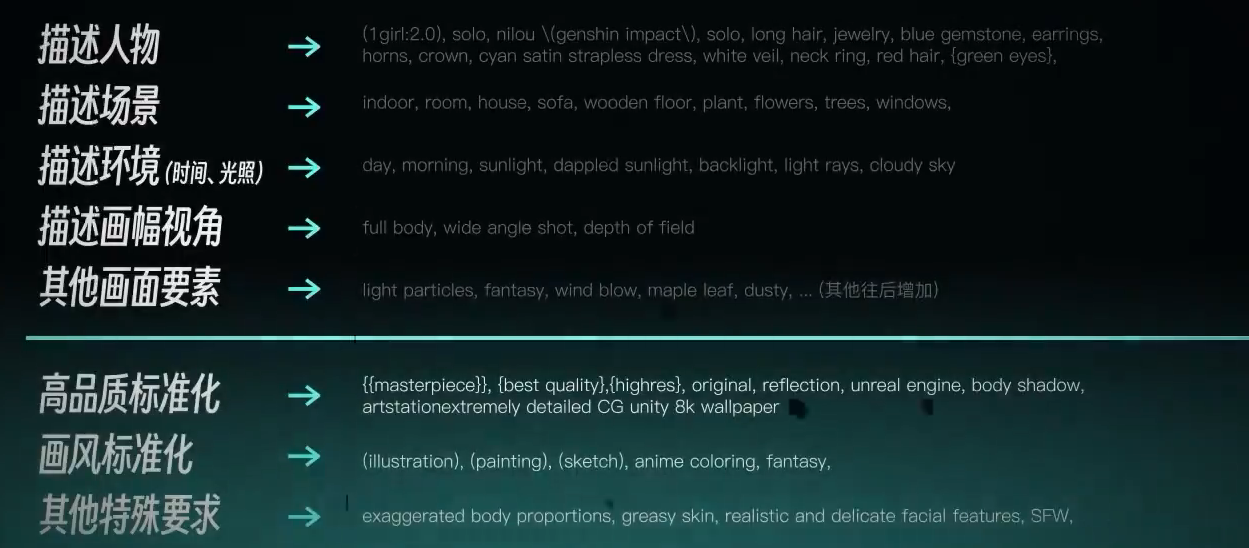 描述人物 → (1girl:2.0), solo, nilou \(genshin impact\), solo, long hair, jewelry, blue gemstone, earrings,
horns, crown, cyan satin strapless dress, white veil, neck ring, red hair, {green eyes},
描述场景 → indoor, room, house, sofa, wooden floor, plant, flowers, trees, windows,
描述环境 (时间、光照) → day, morning, sunlight, dappled sunlight, backlight, light rays, cloudy sky
描述画幅视角 → full body, wide angle shot, depth of field
其他画面要素 → light particles, fantasy, wind blow, maple leaf, dusty, ... (其他往后增加)
高品质标准化 → {{masterpiece}}, {best quality},{highres}, original, reflection, unreal engine, body shadow,
artstationextremely detailed CG unity 8k wallpaper
画风标准化 → (illustration), (painting), (sketch), anime coloring, fantasy,
其他特殊要求 → exaggerated body proportions, greasy skin, realistic and delicate facial features, SFW,